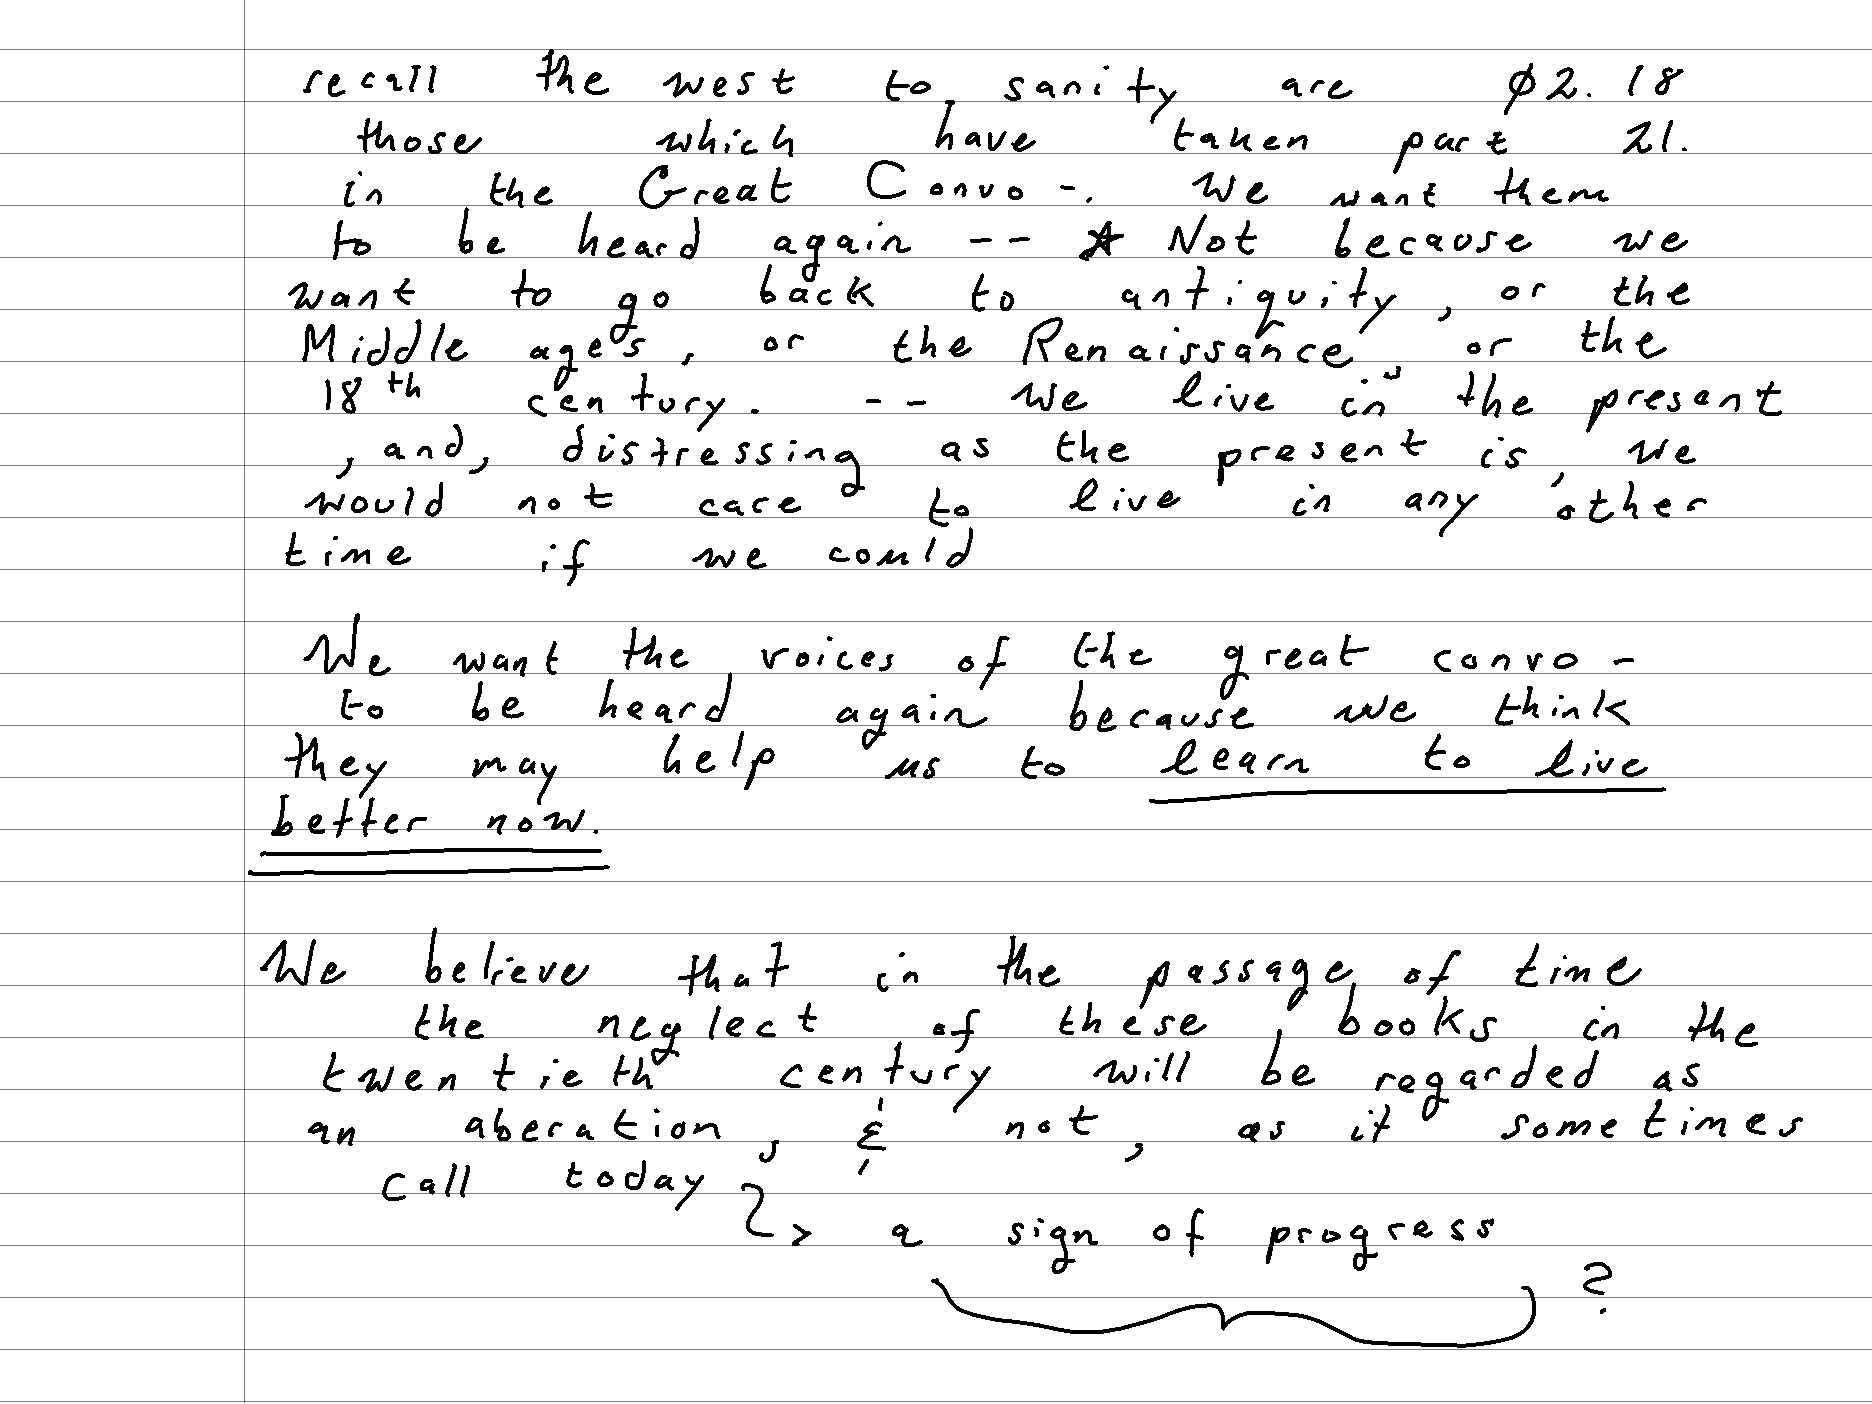 recall the west to sanity are ϕ2. 18
those which have taken part 21.
in the Great Convo -. We want them
to be heard again -- ☆ Not because we
want to go back to antiquity, or the
Middle ages, or the Renaissance, or the
18th century. -- We live in the present
, and, distressing as the present is, we
would not care to live in any other
time if we could
We want the voices of the great convo -
to be heard again because we think
they may help us to learn to live
better now.
We believe that in the passage of time
the neglect of these books in the
twentieth century will be regarded as
an aberation, & not, as it sometimes
call today
> a sign of progress
?